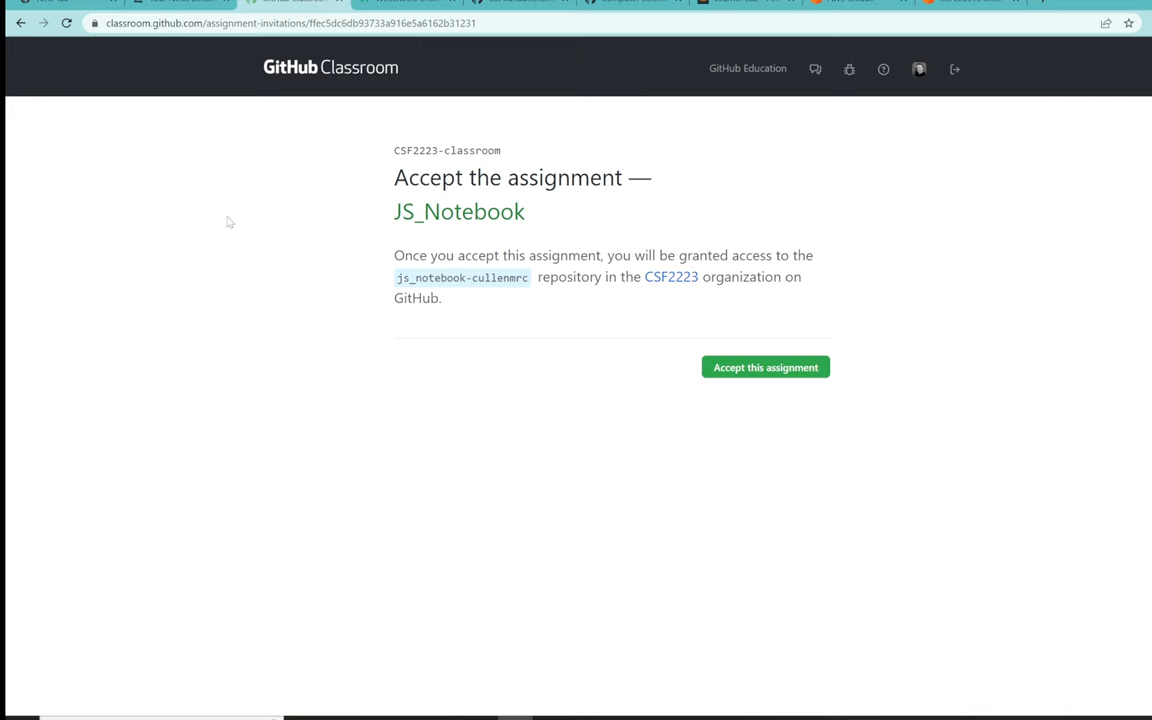 classroom.github.com/assignment-invitations/ffec5dc6db93733a916e5a6162b31231
GitHub Classroom
GitHub Education
CSF2223-classroom
Accept the assignment —
JS_Notebook
Once you accept this assignment, you will be granted access to the
js_notebook-cullenmrc repository in the CSF2223 organization on
GitHub.
Accept this assignment